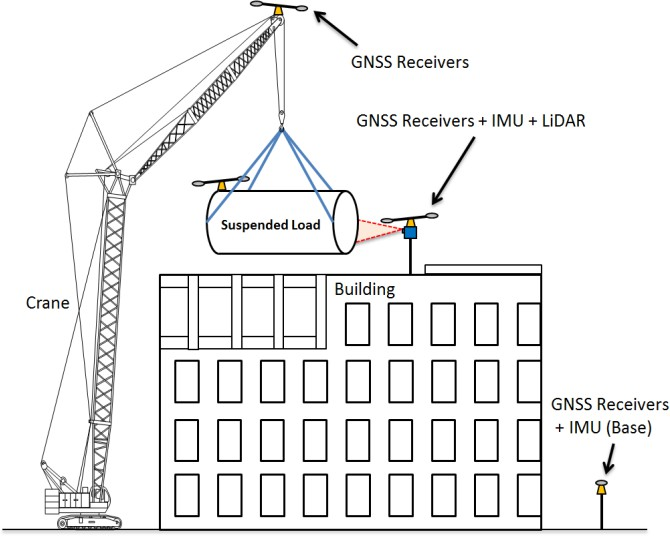 GNSS Receivers
GNSS Receivers + IMU + LiDAR
Suspended Load
Building
Crane
GNSS Receivers
+ IMU (Base)